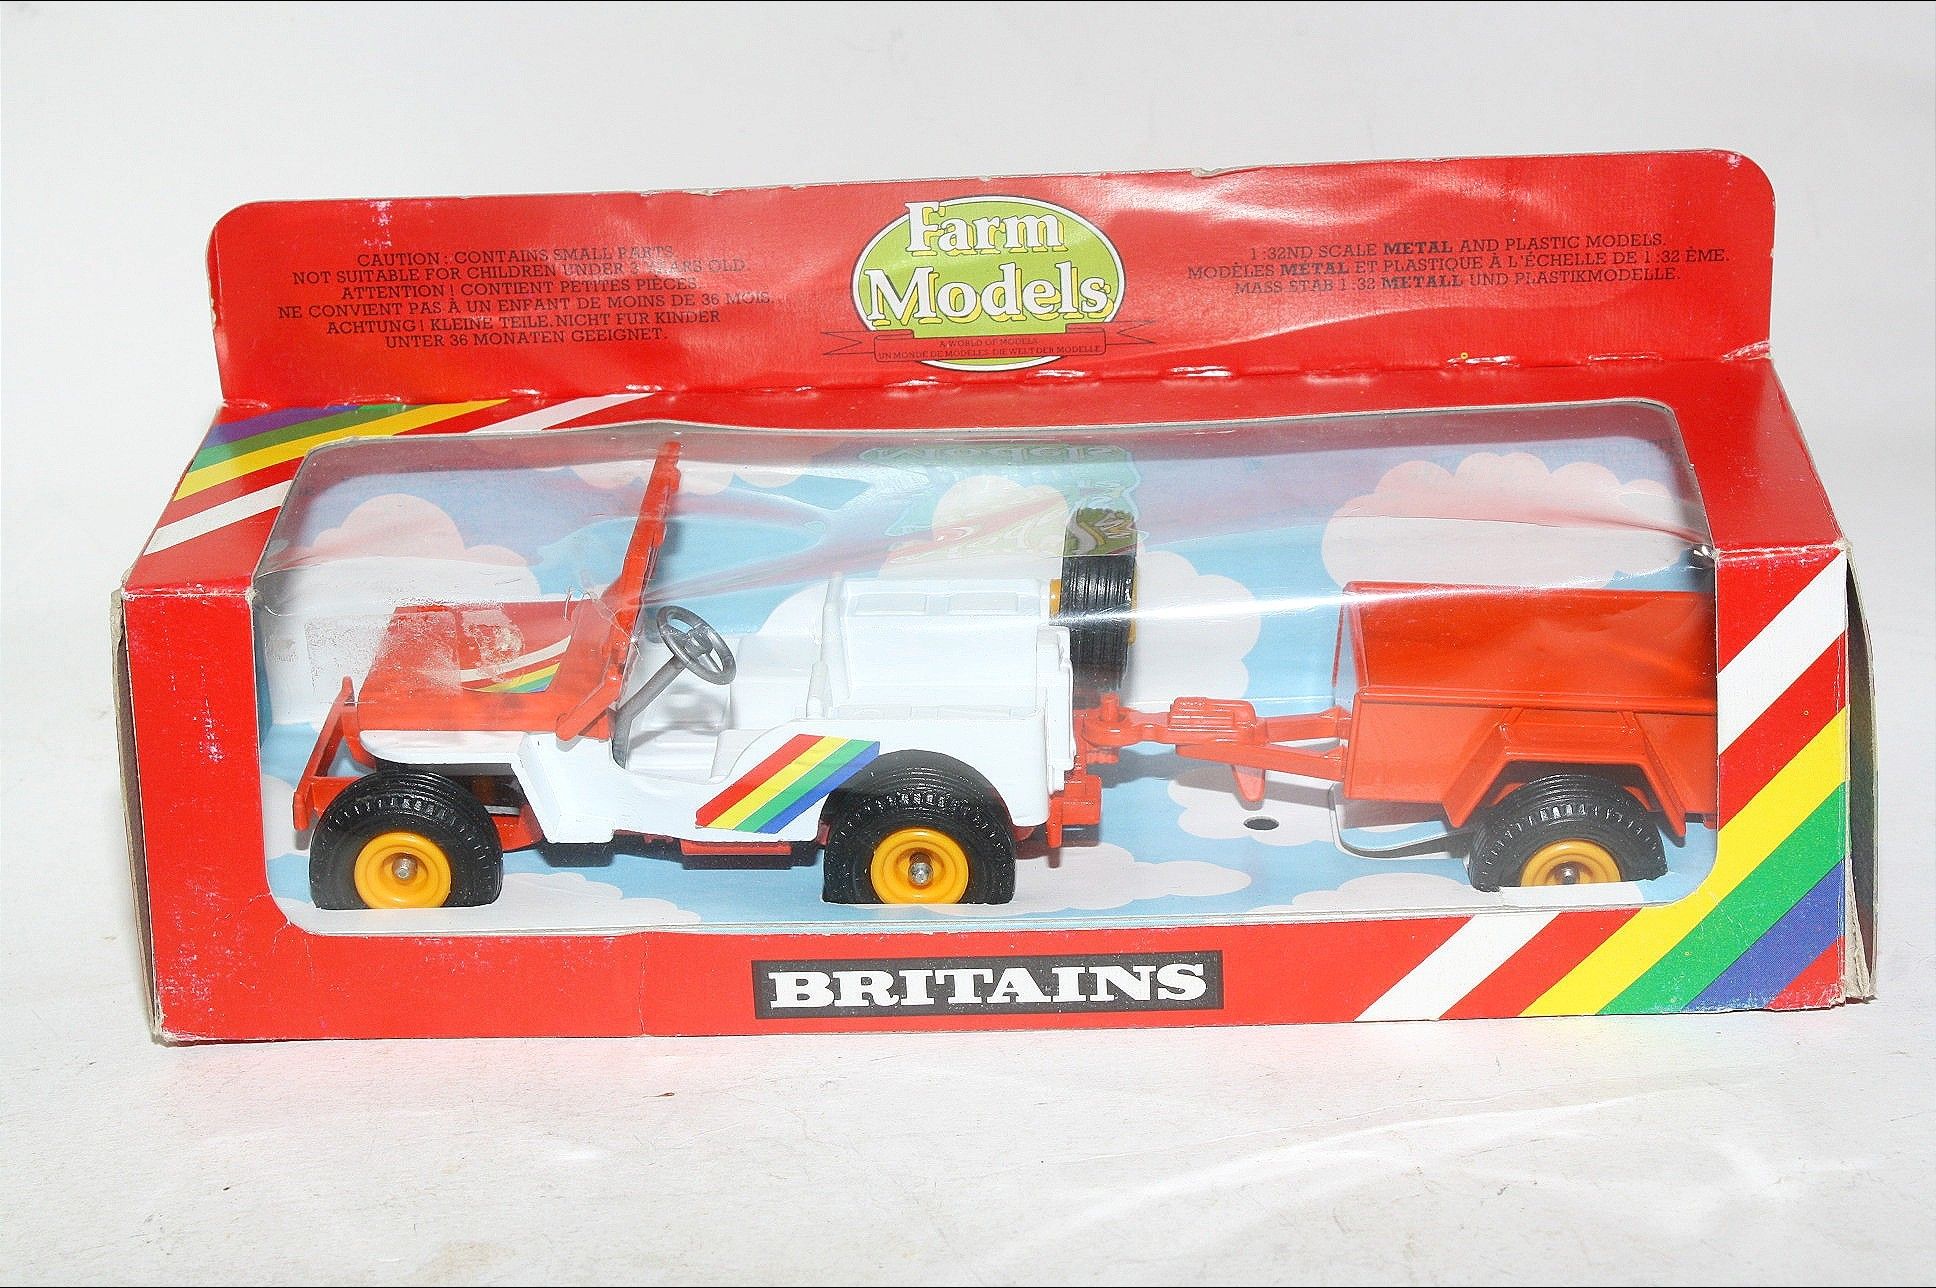 CAUTION : CONTAINS SMALL PARTS.
NOT SUITABLE FOR CHILDREN UNDER 3 YEARS OLD.
ATTENTION ! CONTIENT PETITES PIÈCES.
NE CONVIENT PAS À UN ENFANT DE MOINS DE 36 MOIS.
ACHTUNG ! KLEINE TEILE. NICHT FUR KINDER
UNTER 36 MONATEN GEEIGNET.
Farm
Models
A WORLD OF MODELS
UN MONDE DE MODELES DIE WELT DER MODELLE
1 :32ND SCALE METAL AND PLASTIC MODELS.
MODÈLES MÉTAL ET PLASTIQUE À L'ÉCHELLE DE 1 :32 ÈME.
MASS STAB 1 :32 METALL UND PLASTIKMODELLE.
BRITAINS